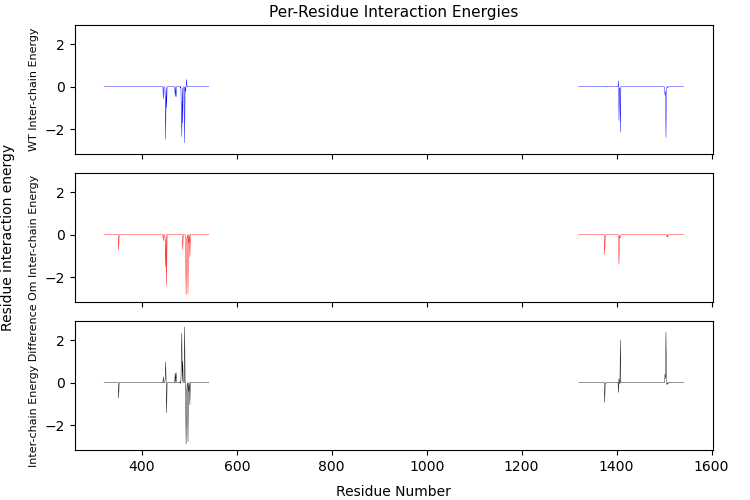 Per-Residue Interaction Energies
Residue interaction energy
WT Inter-chain Energy
2
0
−2
Om Inter-chain Energy
2
0
−2
Inter-chain Energy Difference
2
0
−2
400
600
800
1000
1200
1400
1600
Residue Number